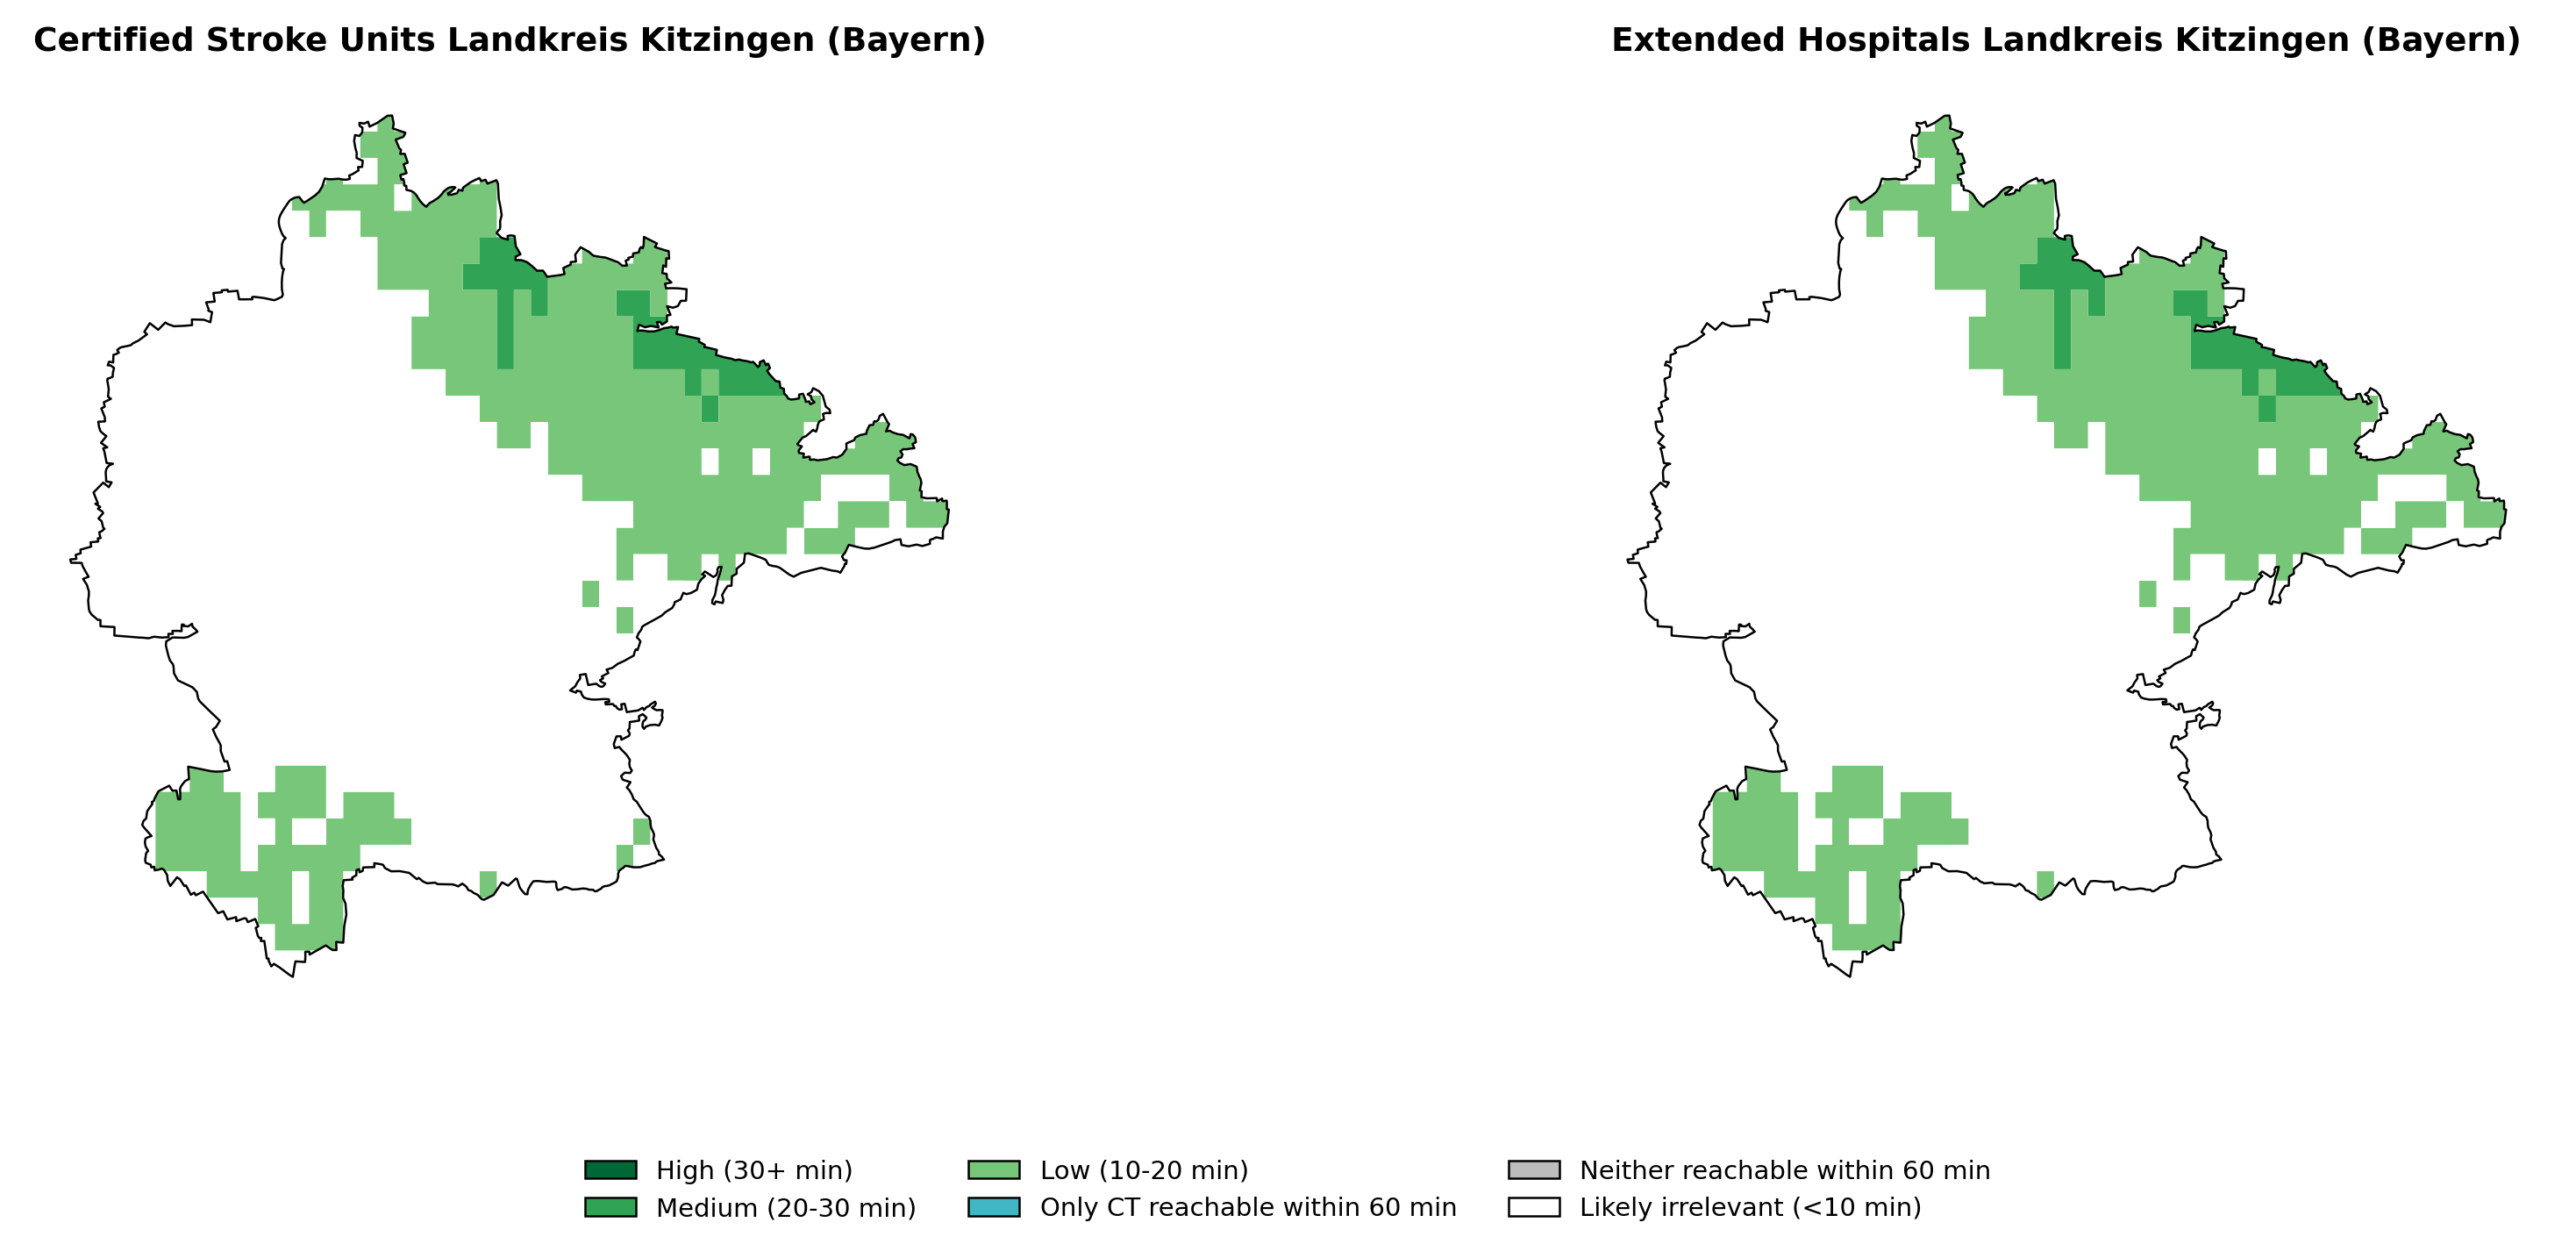 Certified Stroke Units Landkreis Kitzingen (Bayern)
Extended Hospitals Landkreis Kitzingen (Bayern)
High (30+ min)
Medium (20-30 min)
Low (10-20 min)
Only CT reachable within 60 min
Neither reachable within 60 min
Likely irrelevant (<10 min)